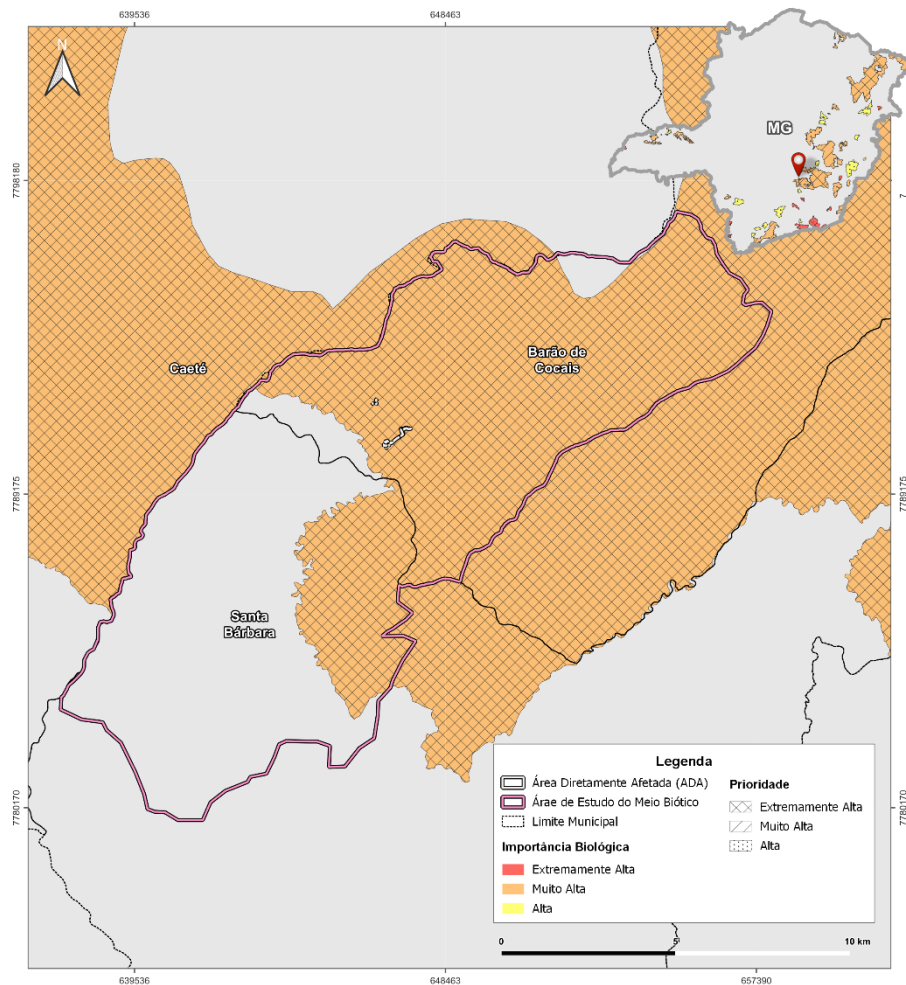 639536
648463
N
MG
7798180
7798180
7
Barão de
Cocais
Caeté
7789175
7789175
Santa
Bárbara
Legenda
Área Diretamente Afetada (ADA)
Árae de Estudo do Meio Biótico
Limite Municipal
Importância Biológica
Extremamente Alta
Muito Alta
Alta
Prioridade
Extremamente Alta
Muito Alta
Alta
7780170
7780170
0
5
10 km
639536
648463
657390